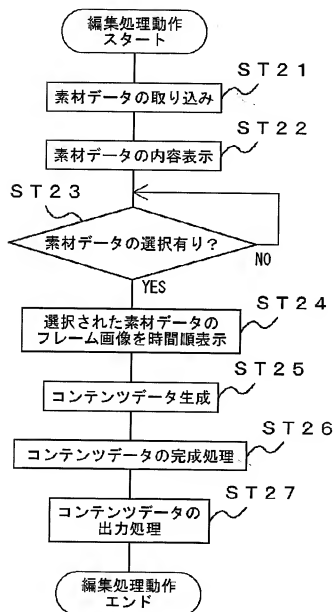 編集処理動作
スタート
ST21
素材データの取り込み
ST22
素材データの内容表示
ST23
素材データの選択有り?
NO
YES
ST24
選択された素材データの
フレーム画像を時間順表示
ST25
コンテンツデータ生成
ST26
コンテンツデータの完成処理
ST27
コンテンツデータの
出力処理
編集処理動作
エンド